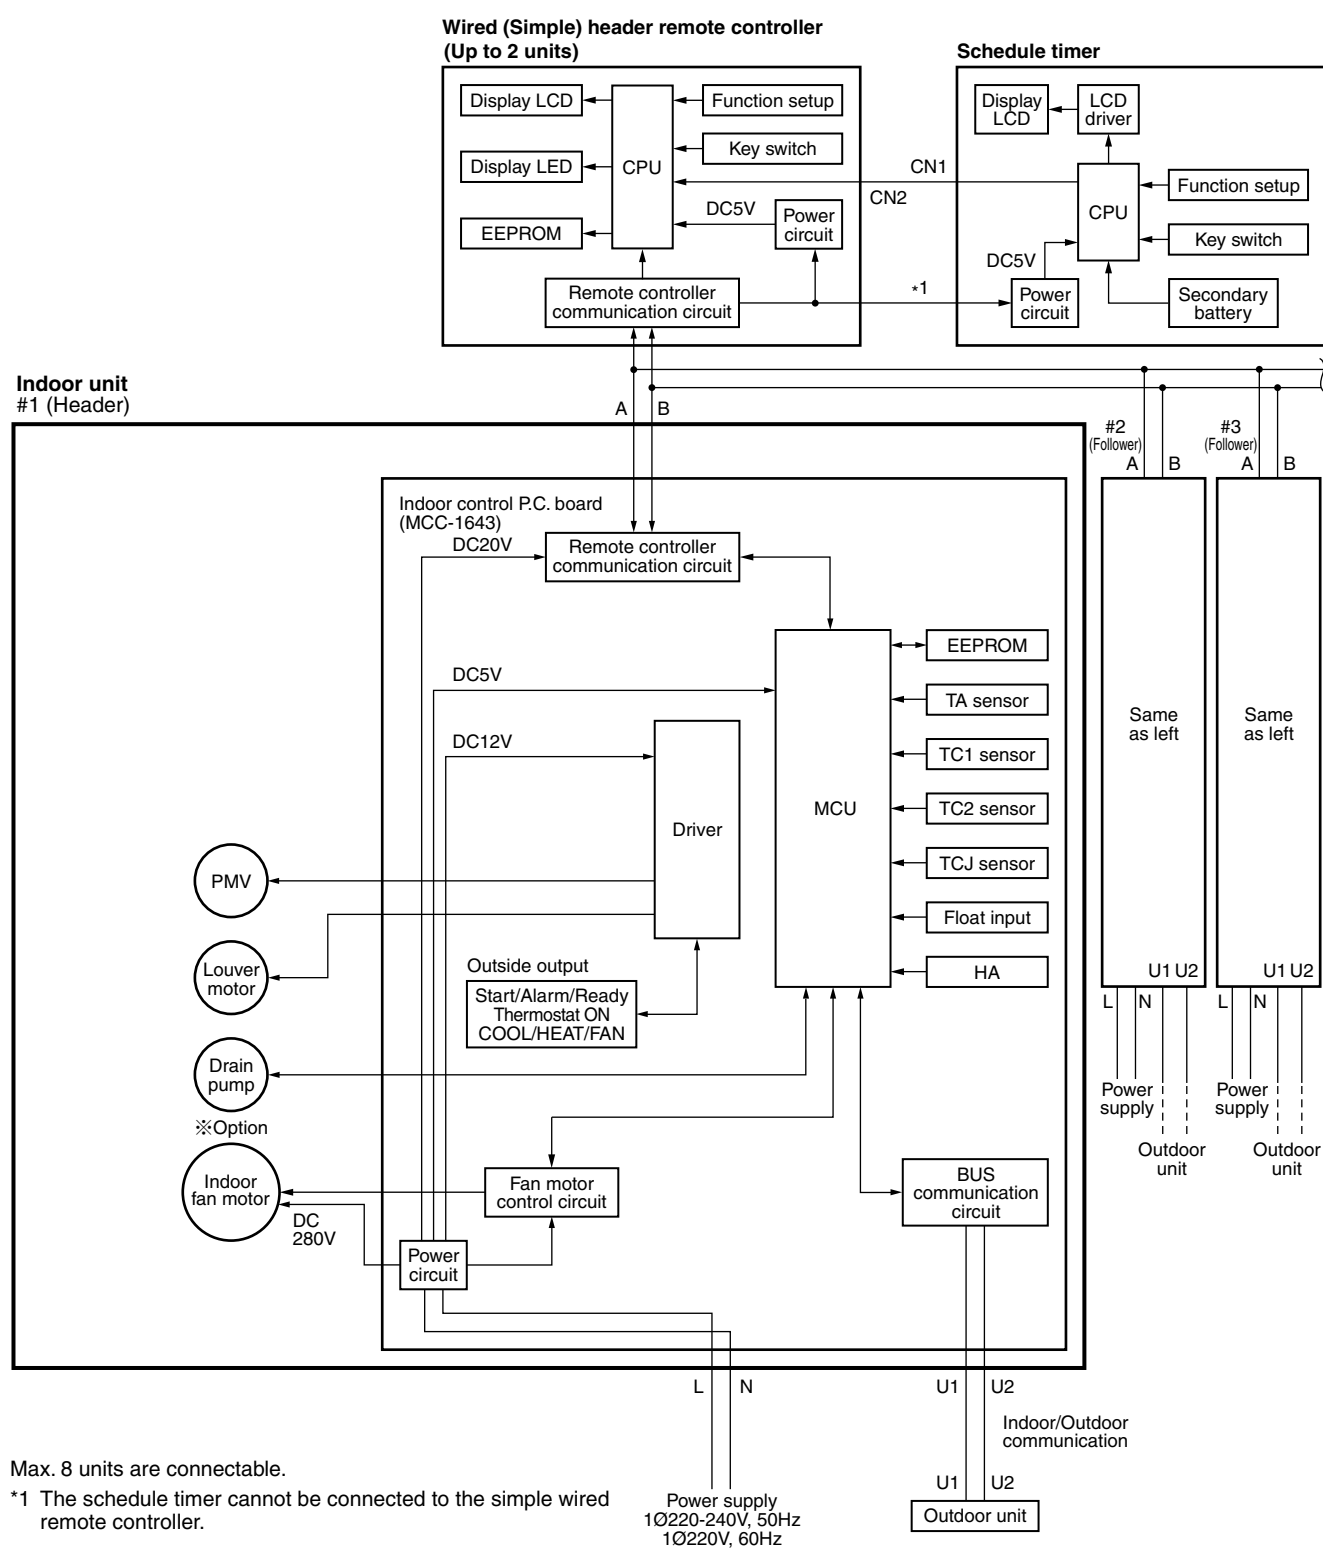 Wired (Simple) header remote controller
(Up to 2 units)
Schedule timer
Display LCD
Function setup
Key switch
CPU
Display LED
EEPROM
DC5V
Power
circuit
Remote controller
communication circuit
CN1
CN2
*1
Display
LCD
LCD
driver
CPU
Function setup
Key switch
DC5V
Power
circuit
Secondary
battery
Indoor unit
#1 (Header)
A
B
#2
(Follower)
A
B
#3
(Follower)
A
B
Indoor control P.C. board
(MCC-1643)
DC20V
Remote controller
communication circuit
DC5V
DC12V
Driver
MCU
EEPROM
TA sensor
TC1 sensor
TC2 sensor
TCJ sensor
Float input
HA
Same
as left
Same
as left
PMV
Louver
motor
Outside output
Start/Alarm/Ready
Thermostat ON
COOL/HEAT/FAN
Drain
pump
※Option
Indoor
fan motor
DC
280V
Fan motor
control circuit
Power
circuit
BUS
communication
circuit
U1 U2
L
N
Power
supply
Outdoor
unit
U1 U2
L
N
Power
supply
Outdoor
unit
L
N
U1
U2
Indoor/Outdoor
communication
U1
U2
Outdoor unit
Power supply
1Ø220-240V, 50Hz
1Ø220V, 60Hz
Max. 8 units are connectable.
*1 The schedule timer cannot be connected to the simple wired
remote controller.